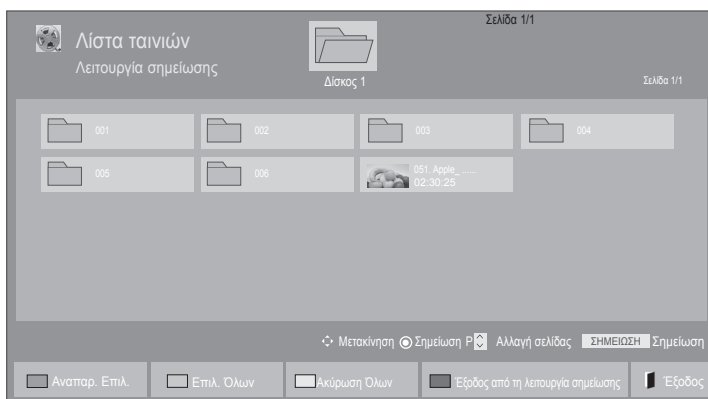 Σελίδα 1/1
Λίστα ταινιών
Λειτουργία σημείωσης
Δίσκος 1
Σελίδα 1/1
001 002 003 004
005 006 051. Apple_ ......
02:30:25
Μετακίνηση Σημείωση P Αλλαγή σελίδας ΣΗΜΕΙΩΣΗ Σημείωση
Αναπαρ. Επιλ. Επιλ. Όλων Ακύρωση Όλων Έξοδος από τη λειτουργία σημείωσης Έξοδος